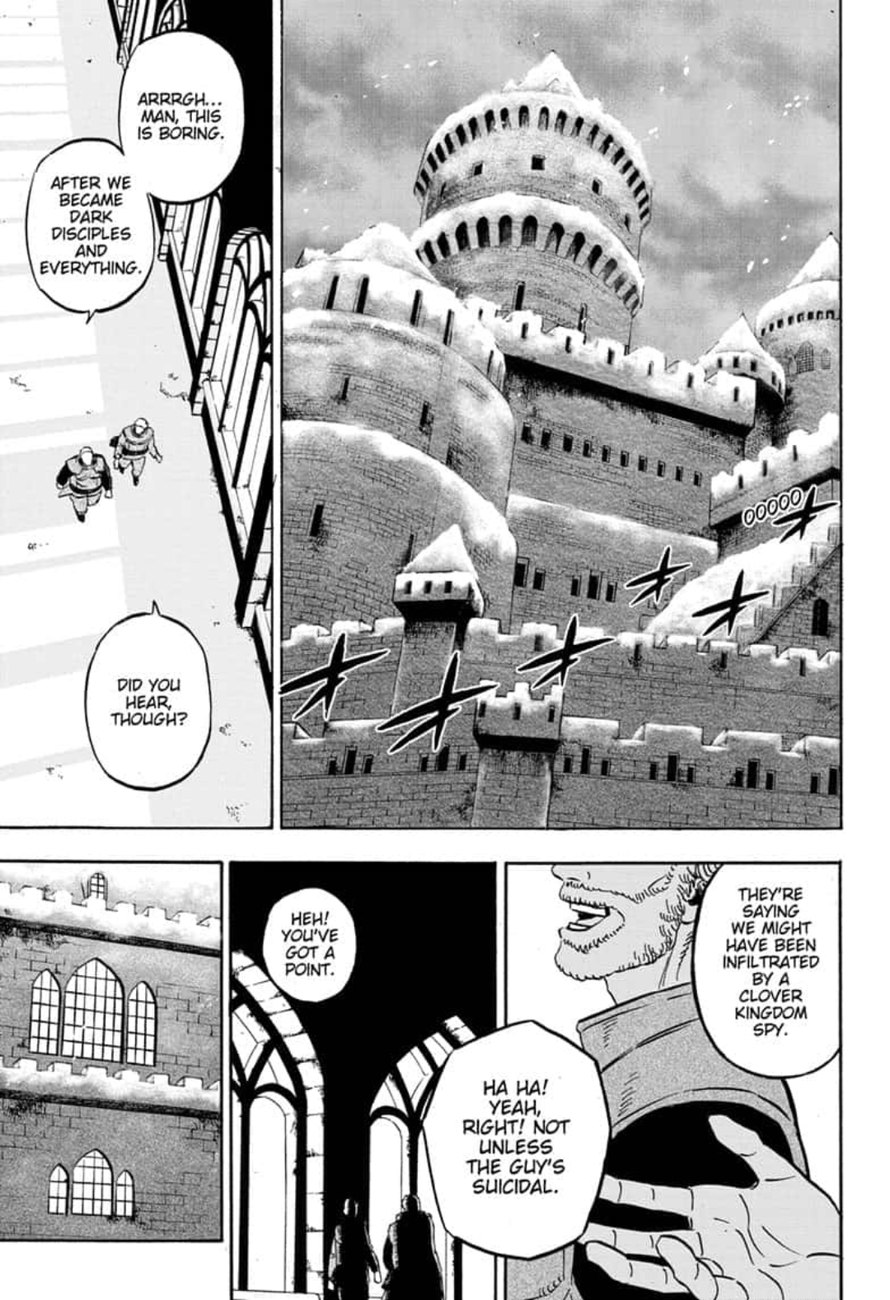 OOOOO
ARRRGH...
MAN, THIS
IS BORING.
AFTER WE
BECAME
DARK
DISCIPLES
AND
EVERYTHING.
DID YOU
HEAR,
THOUGH?
THEY'RE
SAYING
WE MIGHT
HAVE BEEN
INFILTRATED
BY A
CLOVER
KINGDOM
SPY.
HA HA!
YEAH,
RIGHT! NOT
UNLESS
THE GUY'S
SUICIDAL.
HEH!
YOU'VE
GOT A
POINT.